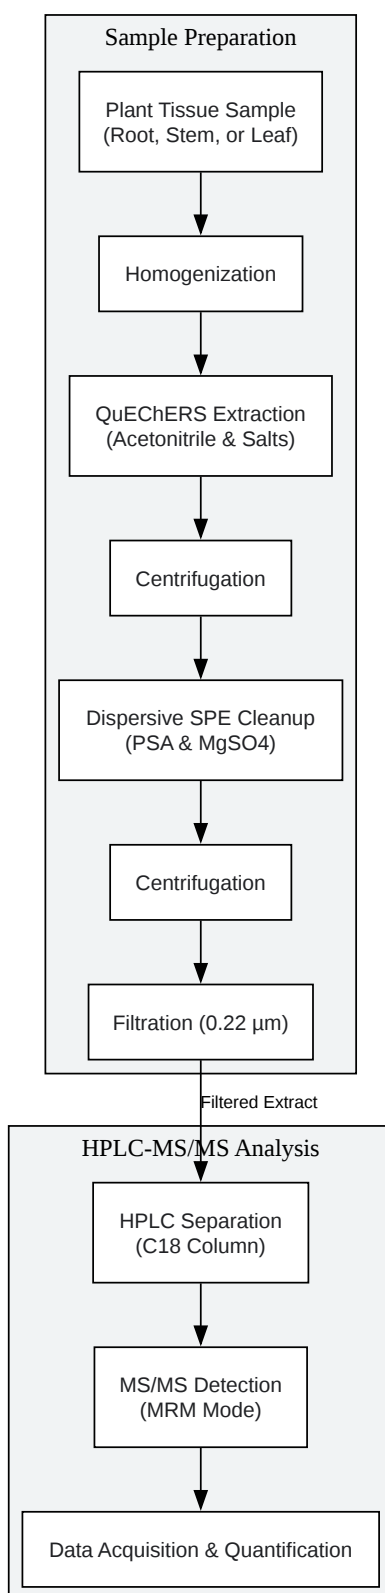 Sample Preparation
Plant Tissue Sample
(Root, Stem, or Leaf)
Homogenization
QuEChERS Extraction
(Acetonitrile & Salts)
Centrifugation
Dispersive SPE Cleanup
(PSA & MgSO4)
Centrifugation
Filtration (0.22 µm)
Filtered Extract
HPLC-MS/MS Analysis
HPLC Separation
(C18 Column)
MS/MS Detection
(MRM Mode)
Data Acquisition & Quantification